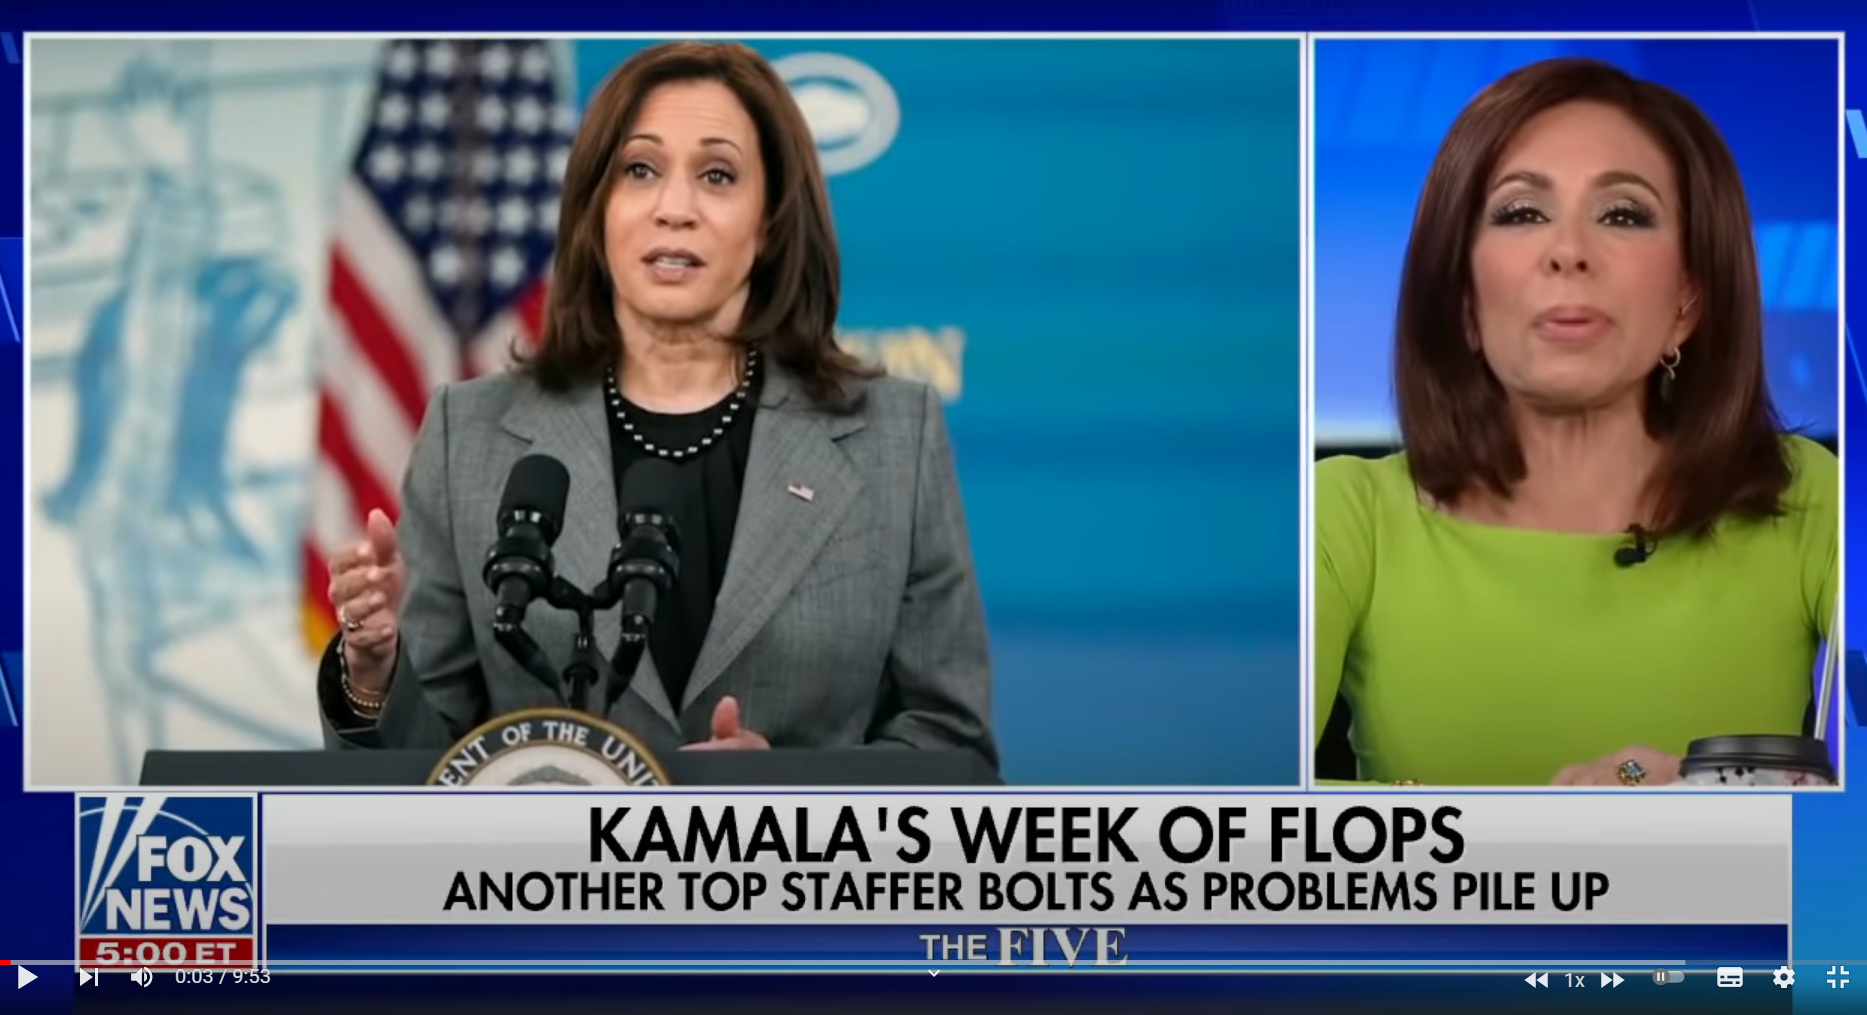 ENT OF THE UNI
KAMALA'S WEEK OF FLOPS
ANOTHER TOP STAFFER BOLTS AS PROBLEMS PILE UP
FOX
NEWS
5:00 ET
THE FIVE
0:03 / 9:53
1x